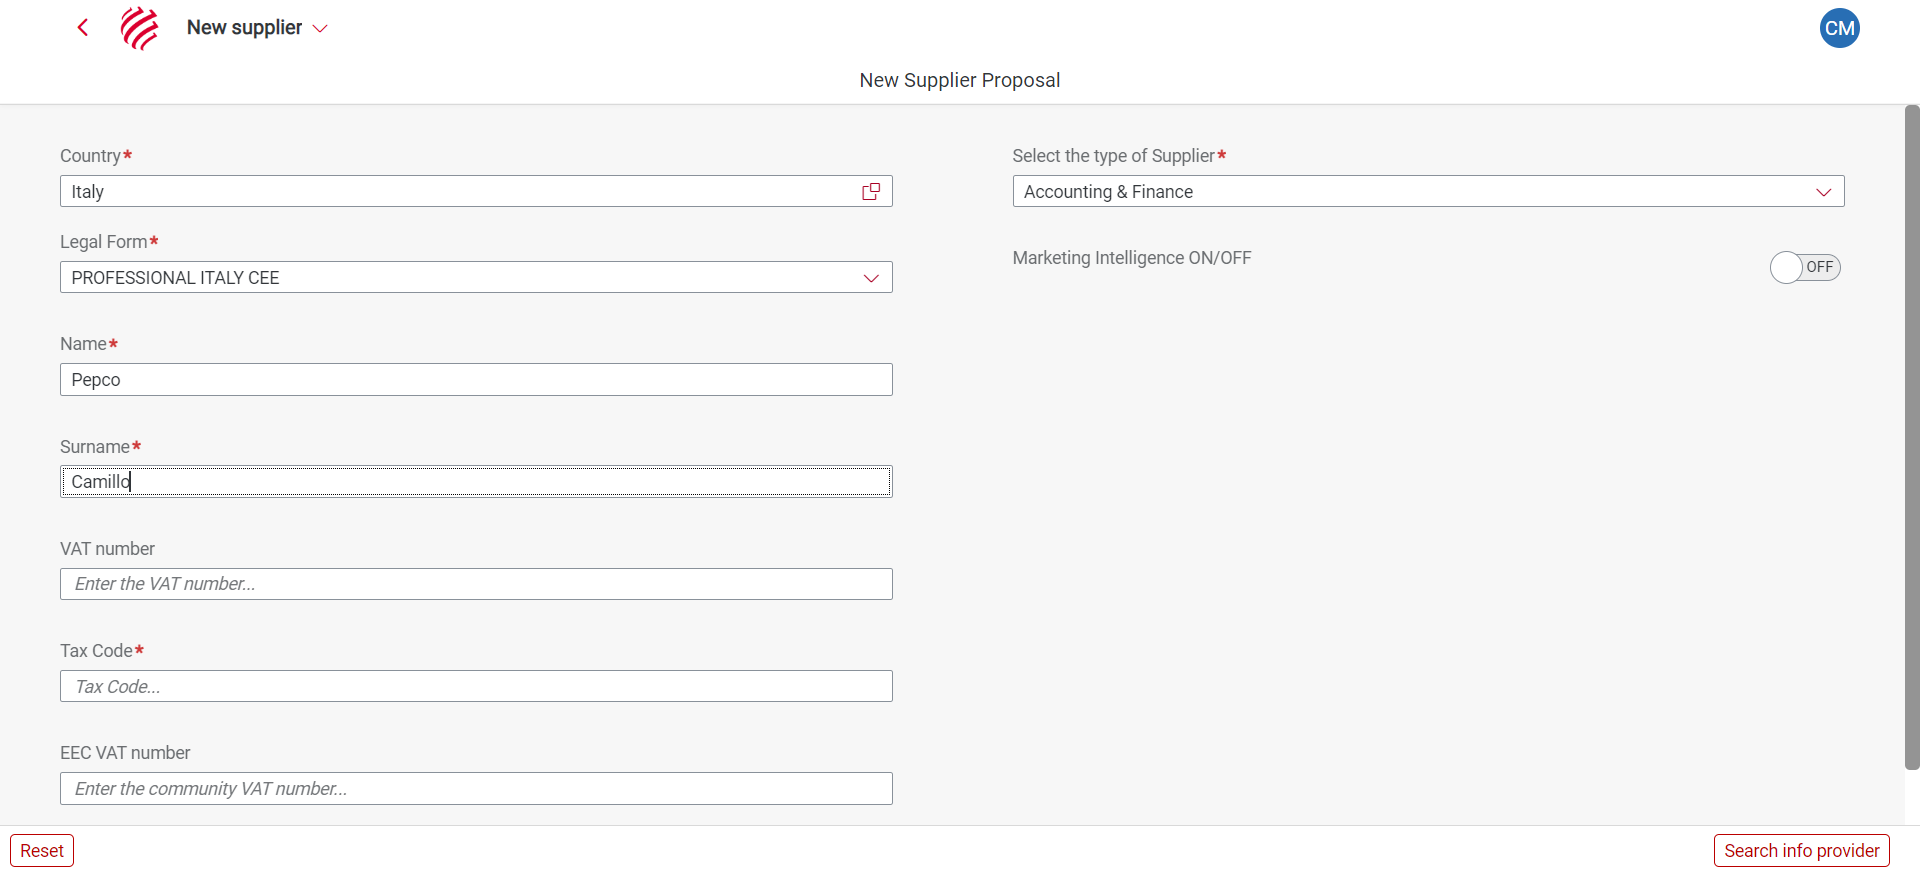 New supplier
CM
New Supplier Proposal
Country*
Italy
Legal Form*
PROFESSIONAL ITALY CEE
Name*
Pepco
Surname*
Camillo
VAT number
Enter the VAT number...
Tax Code*
Tax Code...
EEC VAT number
Enter the community VAT number...
Select the type of Supplier*
Accounting & Finance
Marketing Intelligence ON/OFF
OFF
Reset
Search info provider